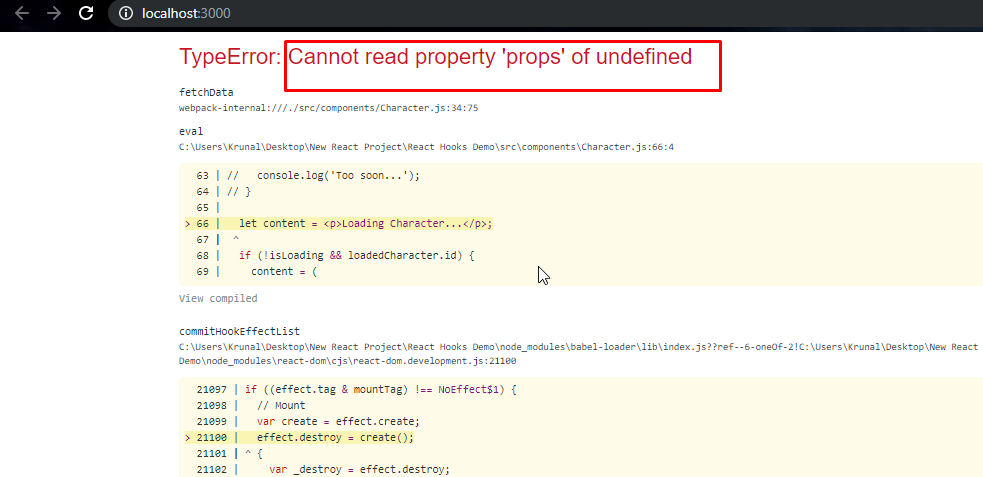 localhost:3000
TypeError: Cannot read property 'props' of undefined
fetchData
webpack-internal:///./src/components/Character.js:34:75
eval
C:\Users\Krunal\Desktop\New React Project\React Hooks Demo\src\components\Character.js:66:4
63 | //   console.log('Too soon...');
64 | // }
65 |
> 66 |   let content = <p>Loading Character...</p>;
67 |  ^
68 |   if (!isLoading && loadedCharacter.id) {
69 |     content = (
View compiled
commitHookEffectList
C:\Users\Krunal\Desktop\New React Project\React Hooks Demo\node_modules\babel-loader\lib\index.js??ref--6-oneOf-2!C:\Users\Krunal\Desktop\New React
Demo\node_modules\react-dom\cjs\react-dom.development.js:21100
21097 | if ((effect.tag & mountTag) !== NoEffect$1) {
21098 |   // Mount
21099 |   var create = effect.create;
> 21100 |   effect.destroy = create();
21101 | ^ {
21102 |     var _destroy = effect.destroy;